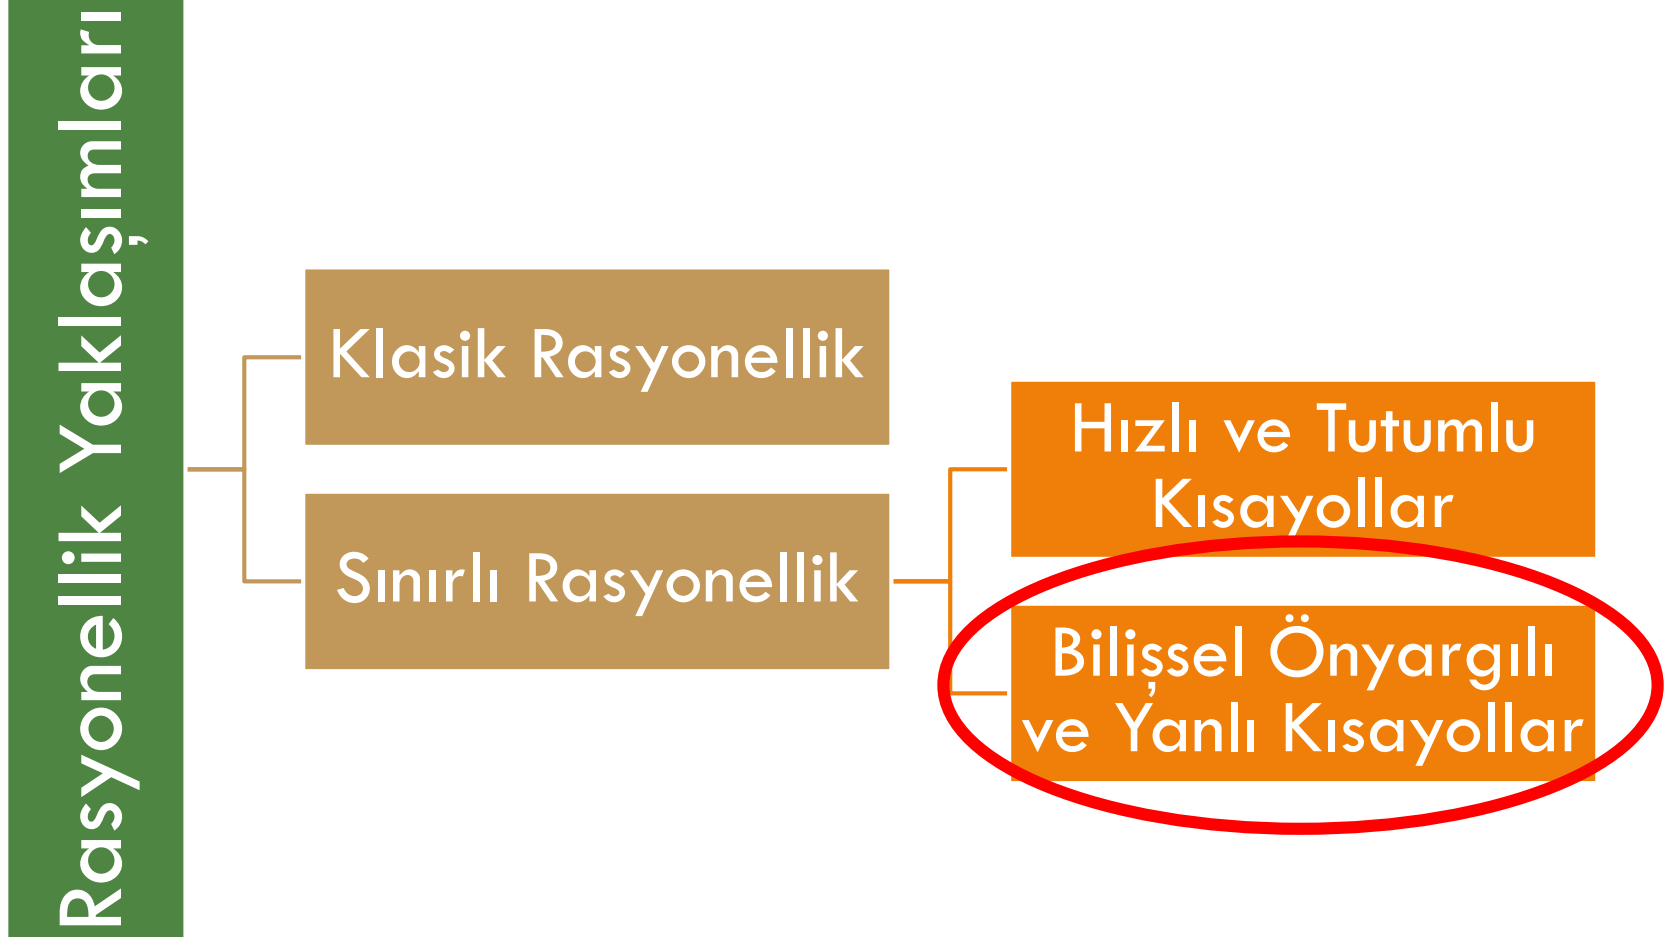 Rasyonellik Yaklaşımları
Klasik Rasyonellik
Sınırlı Rasyonellik
Hızlı ve Tutumlu
Kısayollar
Bilişsel Önyargılı
ve Yanlı Kısayollar